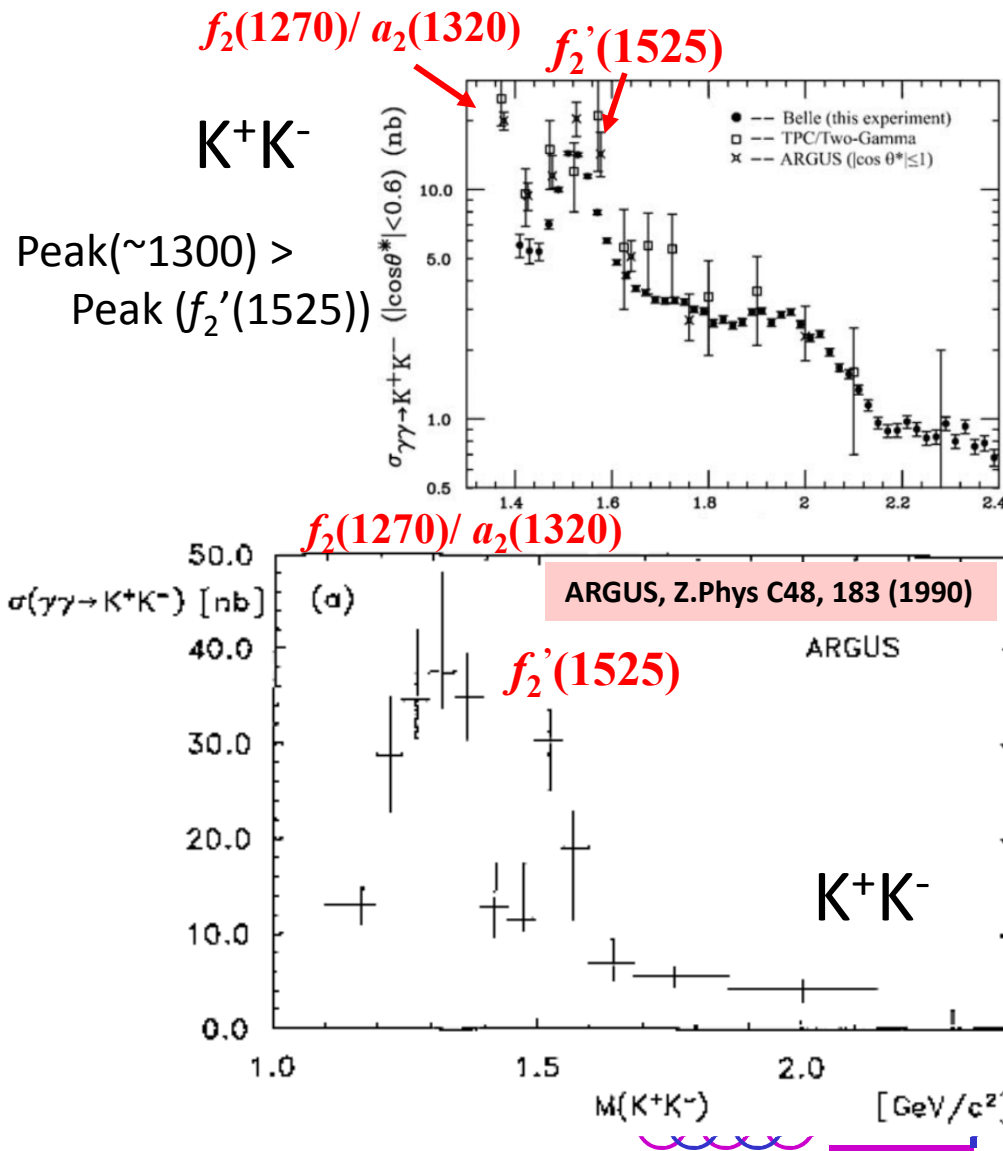 f₂(1270)/ a₂(1320)
f₂’(1525)
K⁺K⁻
Peak(~1300) >
Peak (f₂’(1525))
σγγ→K⁺K⁻ (|cosθ*|<0.6) (nb)
● –– Belle (this experiment)
□ –– TPC/Two-Gamma
× –– ARGUS (|cos θ*|≤1)
10.0
5.0
1.0
0.5
1.4 1.6 1.8 2 2.2 2.4
f₂(1270)/ a₂(1320)
50.0
σ(γγ→K⁺K⁻) [nb]
(a)
ARGUS, Z.Phys C48, 183 (1990)
ARGUS
40.0
f₂’(1525)
30.0
20.0
K⁺K⁻
10.0
0.0
1.0 1.5 2.0
M(K⁺K⁻) [GeV/c²]